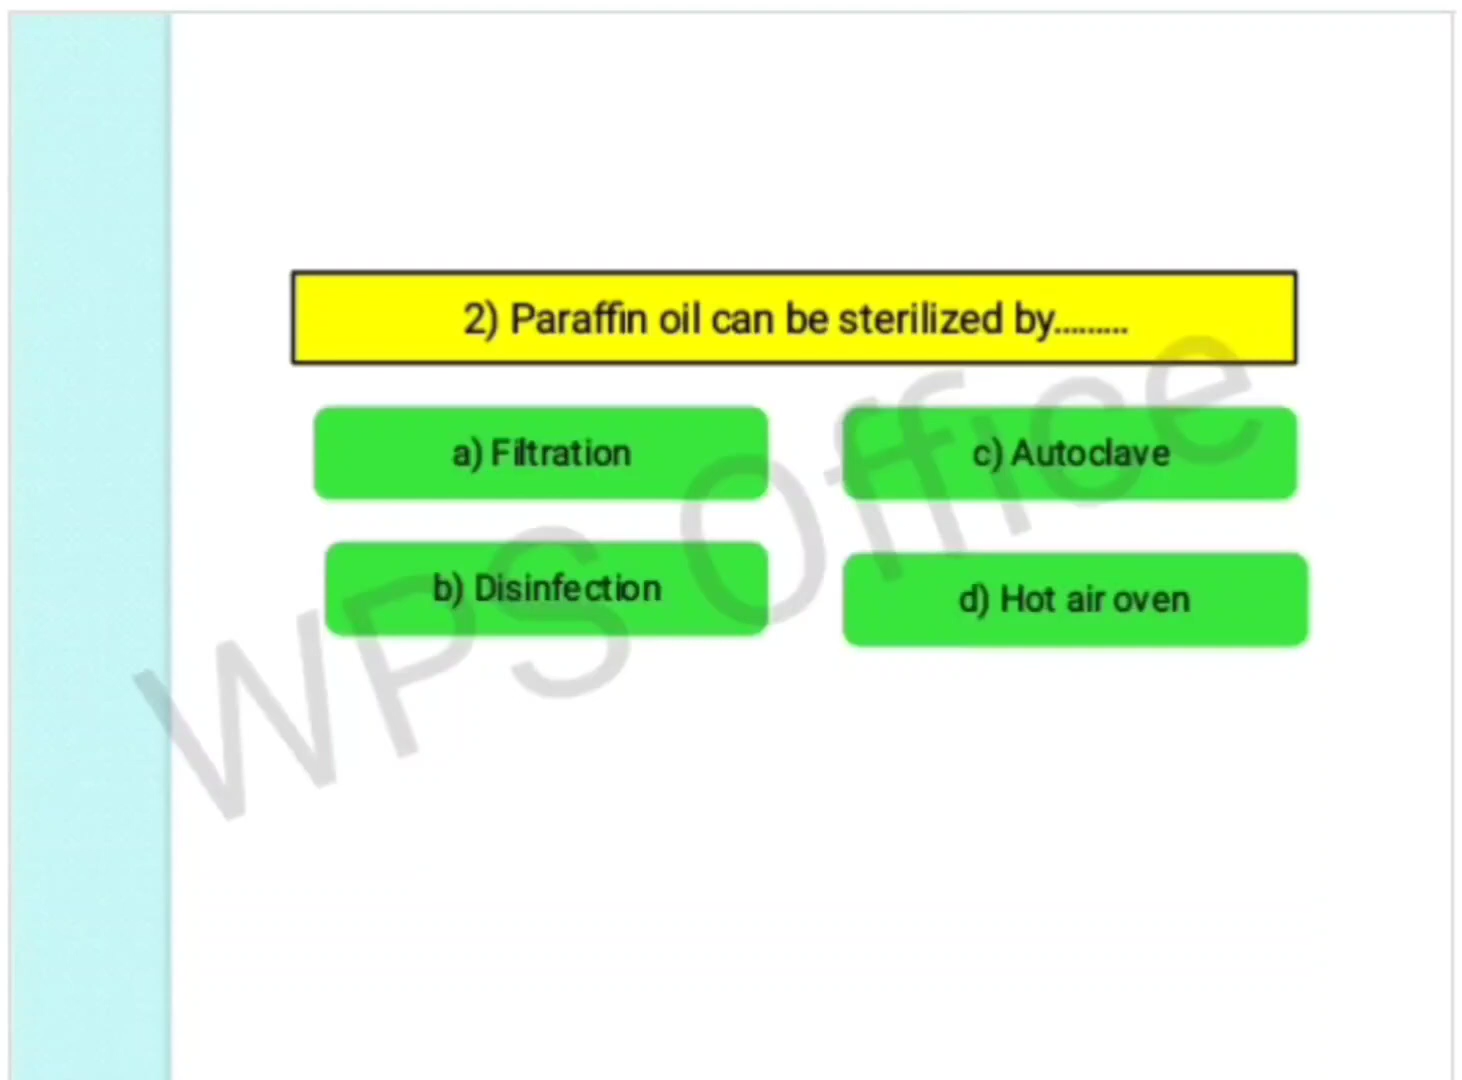 2) Paraffin oil can be sterilized by.........
a) Filtration
c) Autoclave
b) Disinfection
d) Hot air oven
WPS Office